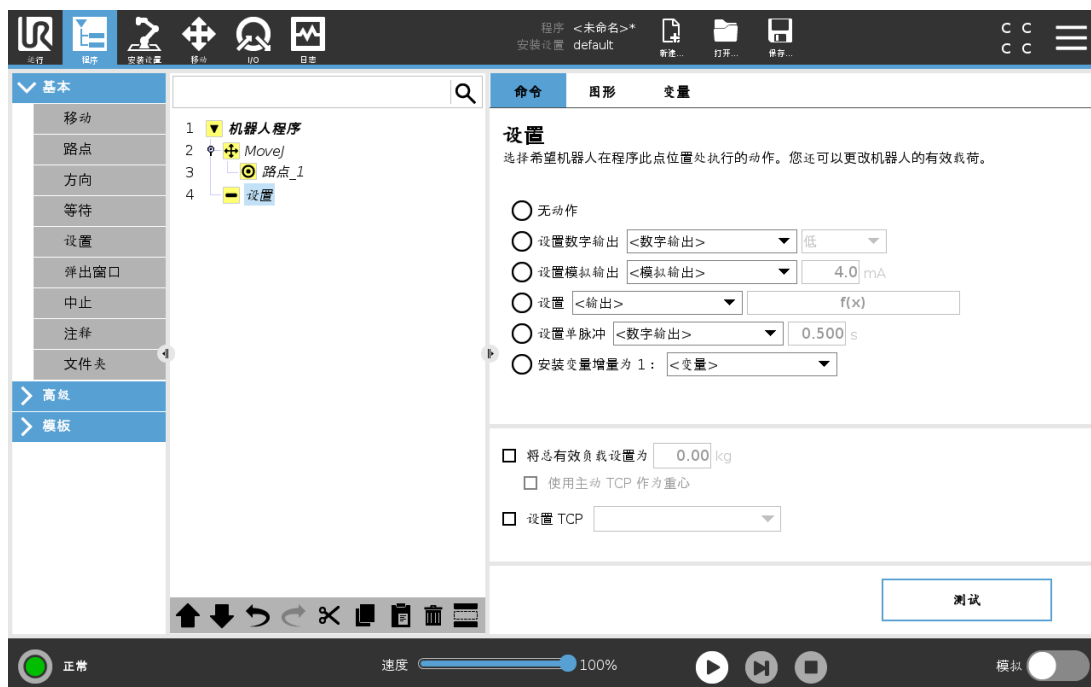 程序 <未命名>*
安装设置 default
新建... 打开... 保存...
C C
C C
UR
运行 程序 安装设置 移动 I/O 日志
基本
移动
路点
方向
等待
设置
弹出窗口
中止
注释
文件夹
高级
模板
1 机器人程序
2 MoveJ
3 路点_1
4 设置
命令 图形 变量
设置
选择希望机器人在程序此点位置处执行的动作。您还可以更改机器人的有效载荷。
无动作
设置数字输出 <数字输出> 低
设置模拟输出 <模拟输出> 4.0 mA
设置 <输出> f(x)
设置单脉冲 <数字输出> 0.500 s
安装变量增量为 1： <变量>
将总有效负载设置为 0.00 kg
使用主动 TCP 作为重心
设置 TCP
测试
正常 速度 100% 模拟